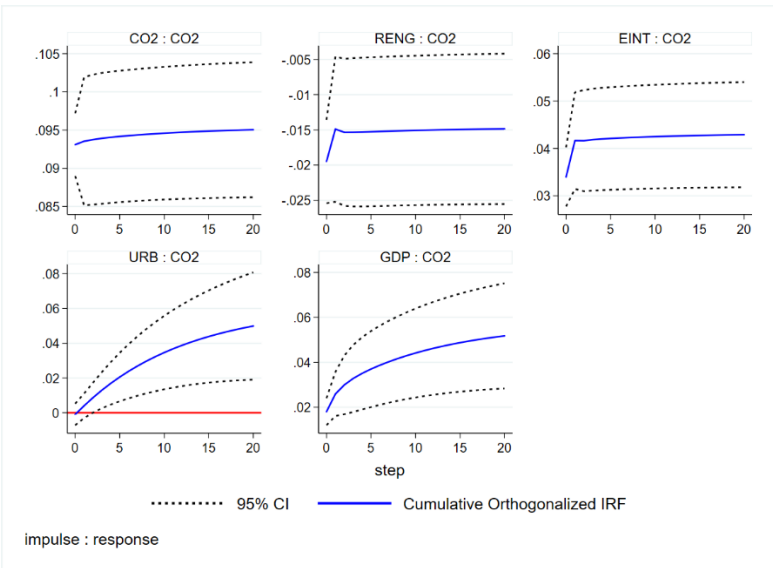 CO2 : CO2
.105
.1
.095
.09
.085
0 5 10 15 20
RENG : CO2
-.005
-.01
-.015
-.02
-.025
0 5 10 15 20
EINT : CO2
.06
.05
.04
.03
0 5 10 15 20
URB : CO2
.08
.06
.04
.02
0
0 5 10 15 20
GDP : CO2
.08
.06
.04
.02
0 5 10 15 20
step
95% CI Cumulative Orthogonalized IRF
impulse : response